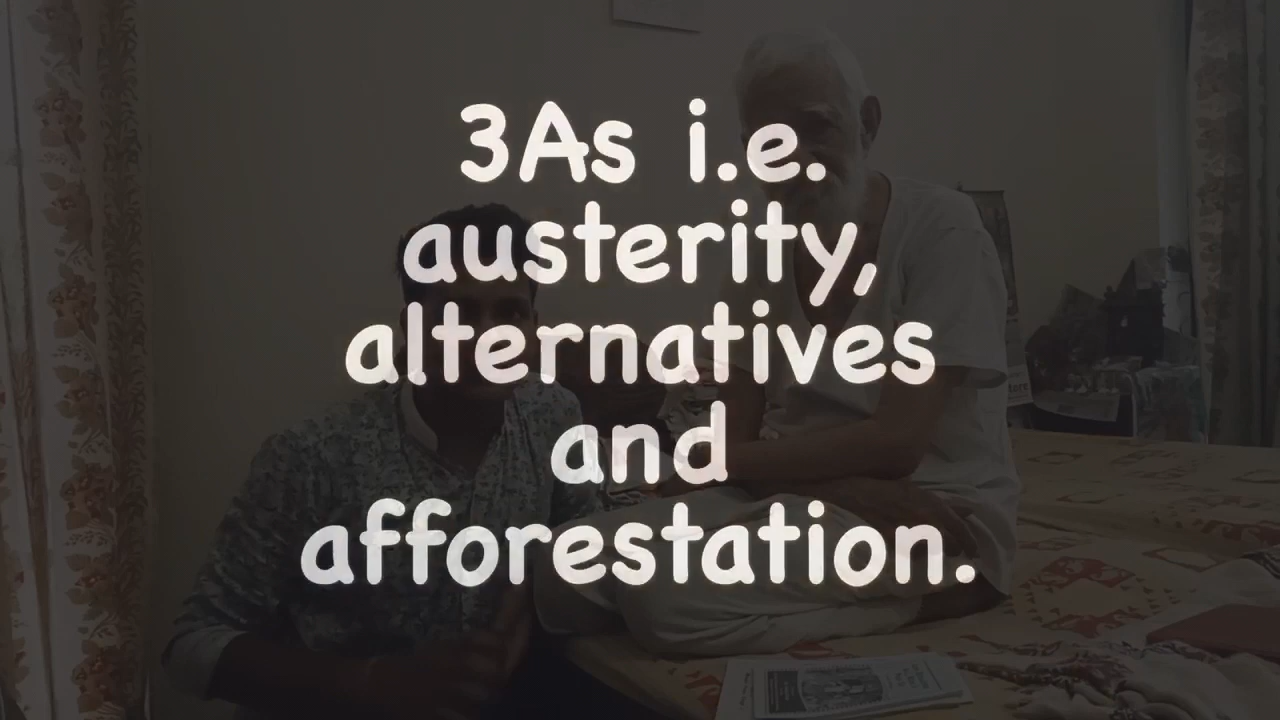 3As i.e.
austerity,
alternatives
and
afforestation.